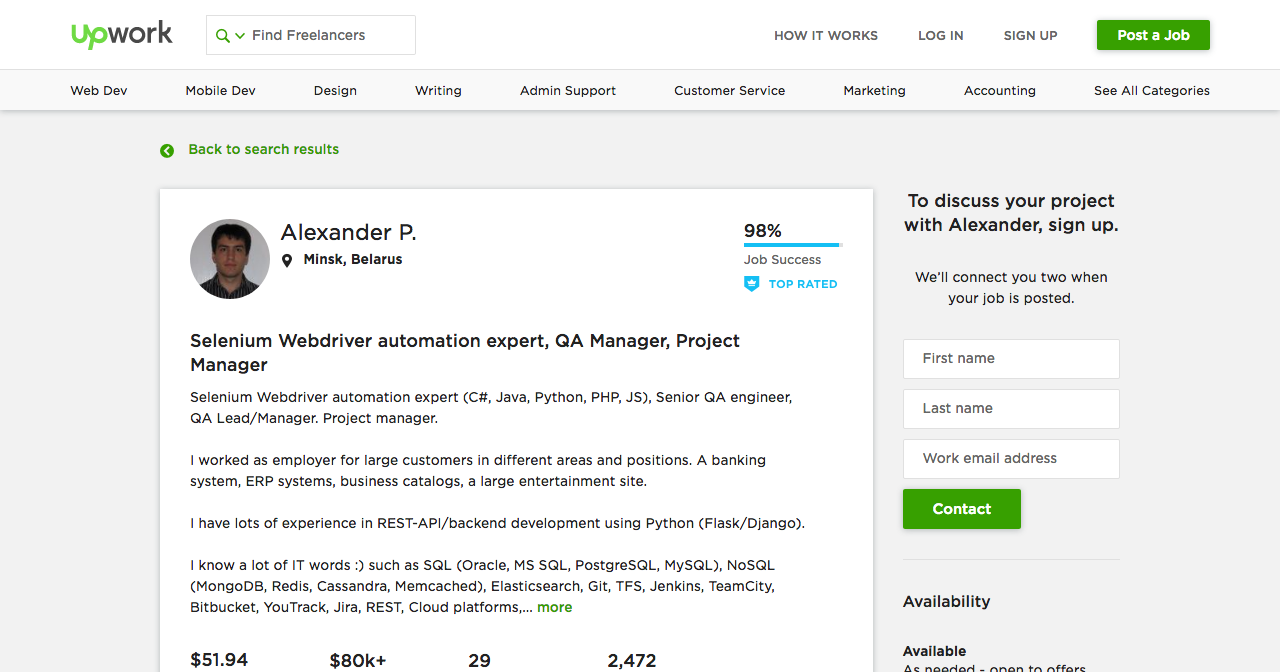 upwork
Find Freelancers
HOW IT WORKS
LOG IN
SIGN UP
Post a Job
Web Dev
Mobile Dev
Design
Writing
Admin Support
Customer Service
Marketing
Accounting
See All Categories
Back to search results
Alexander P.
Minsk, Belarus
98%
Job Success
TOP RATED
Selenium Webdriver automation expert, QA Manager, Project
Manager
Selenium Webdriver automation expert (C#, Java, Python, PHP, JS), Senior QA engineer,
QA Lead/Manager. Project manager.
I worked as employer for large customers in different areas and positions. A banking
system, ERP systems, business catalogs, a large entertainment site.
I have lots of experience in REST-API/backend development using Python (Flask/Django).
I know a lot of IT words :) such as SQL (Oracle, MS SQL, PostgreSQL, MySQL), NoSQL
(MongoDB, Redis, Cassandra, Memcached), Elasticsearch, Git, TFS, Jenkins, TeamCity,
Bitbucket, YouTrack, Jira, REST, Cloud platforms,... more
$51.94
$80k+
29
2,472
To discuss your project
with Alexander, sign up.
We’ll connect you two when
your job is posted.
First name
Last name
Work email address
Contact
Availability
Available
As needed - open to offers